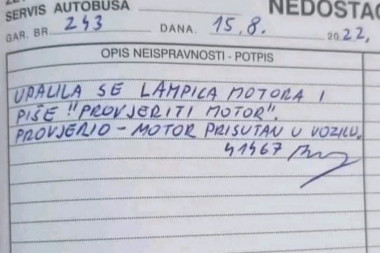 SERVIS AUTOBUSA NEDOSTAC
GAR. BR. 243 DANA. 15.8. 2022.
OPIS NEISPRAVNOSTI - POTPIS
UPALILA SE LAMPICA MOTORA I
PIŠE "PROVJERITI MOTOR".
PROVJERIO - MOTOR PRISUTAN U VOZILU.
41467